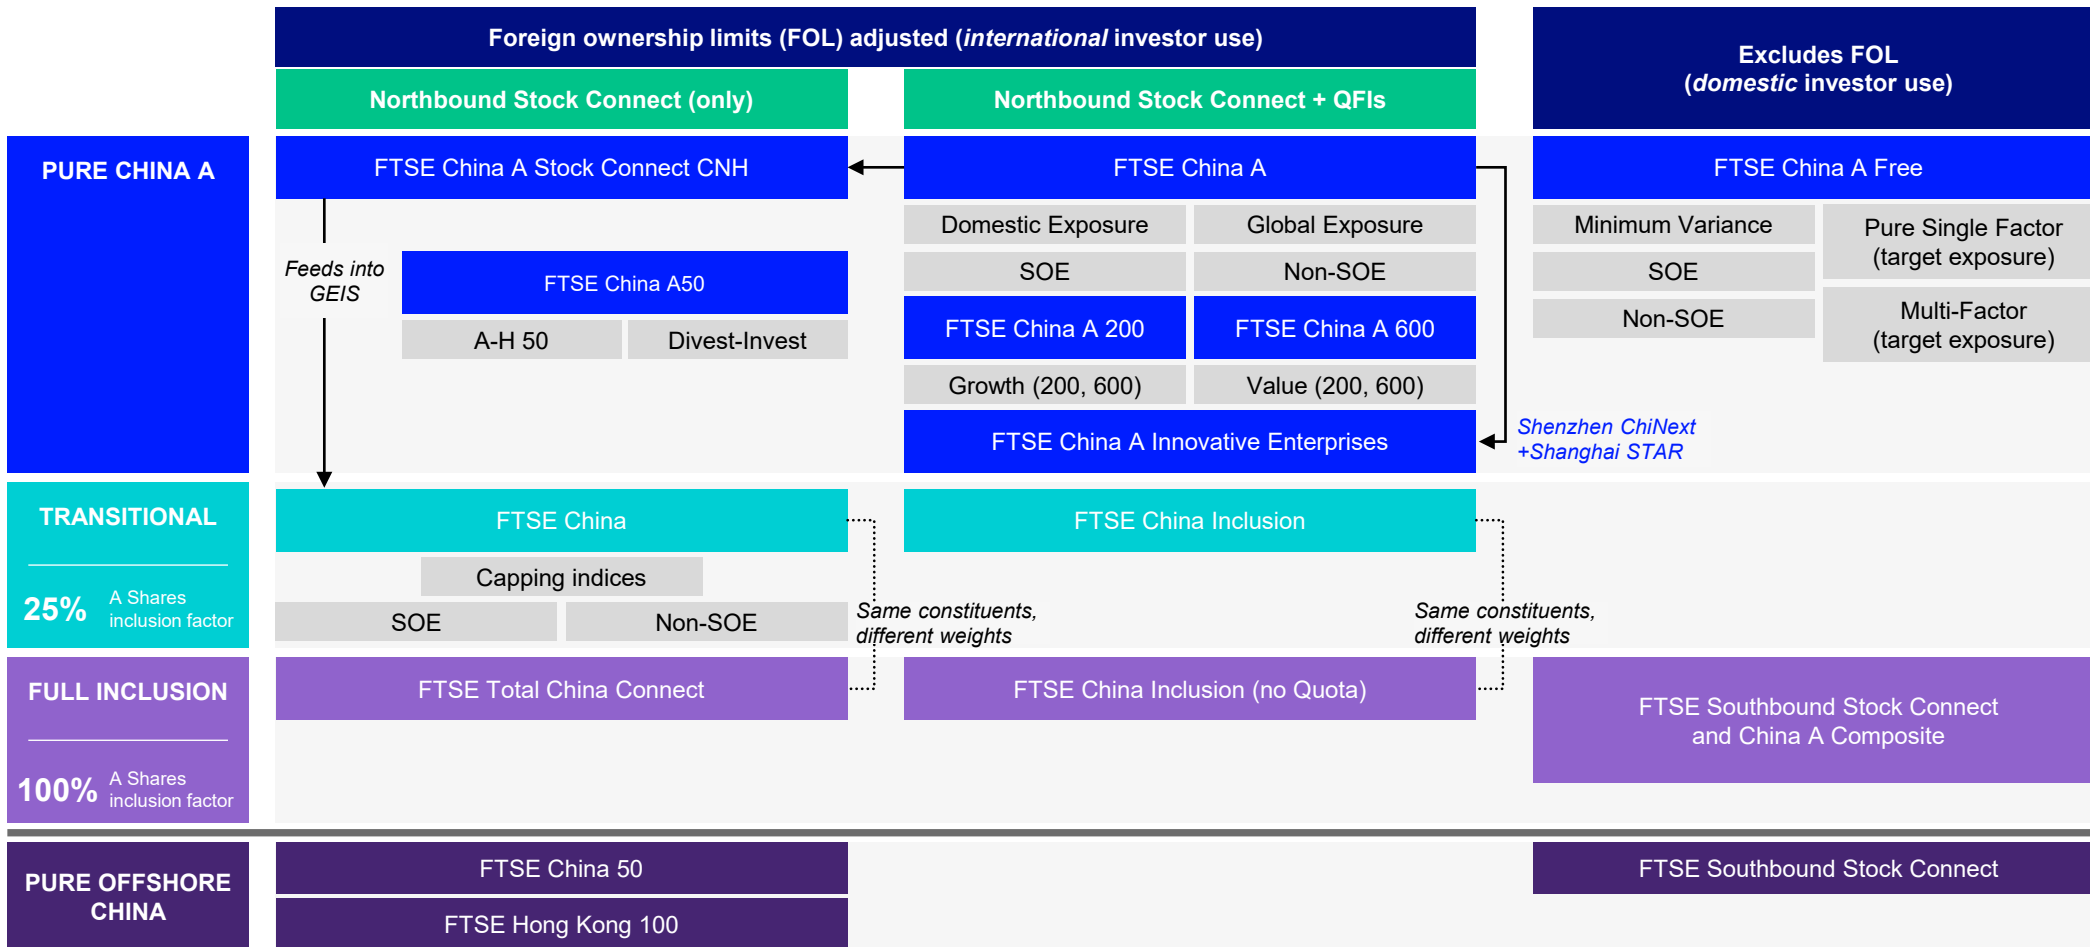 Foreign ownership limits (FOL) adjusted (international investor use)
Excludes FOL
(domestic investor use)
Northbound Stock Connect (only)
Northbound Stock Connect + QFIs
PURE CHINA A
FTSE China A Stock Connect CNH
FTSE China A
FTSE China A Free
Feeds into
GEIS
FTSE China A50
A-H 50
Divest-Invest
Domestic Exposure
Global Exposure
SOE
Non-SOE
FTSE China A 200
FTSE China A 600
Growth (200, 600)
Value (200, 600)
FTSE China A Innovative Enterprises
Shenzhen ChiNext
+Shanghai STAR
Minimum Variance
SOE
Non-SOE
Pure Single Factor
(target exposure)
Multi-Factor
(target exposure)
TRANSITIONAL
25%
A Shares
inclusion factor
FTSE China
FTSE China Inclusion
Capping indices
SOE
Non-SOE
Same constituents,
different weights
Same constituents,
different weights
FULL INCLUSION
100%
A Shares
inclusion factor
FTSE Total China Connect
FTSE China Inclusion (no Quota)
FTSE Southbound Stock Connect
and China A Composite
PURE OFFSHORE
CHINA
FTSE China 50
FTSE Hong Kong 100
FTSE Southbound Stock Connect